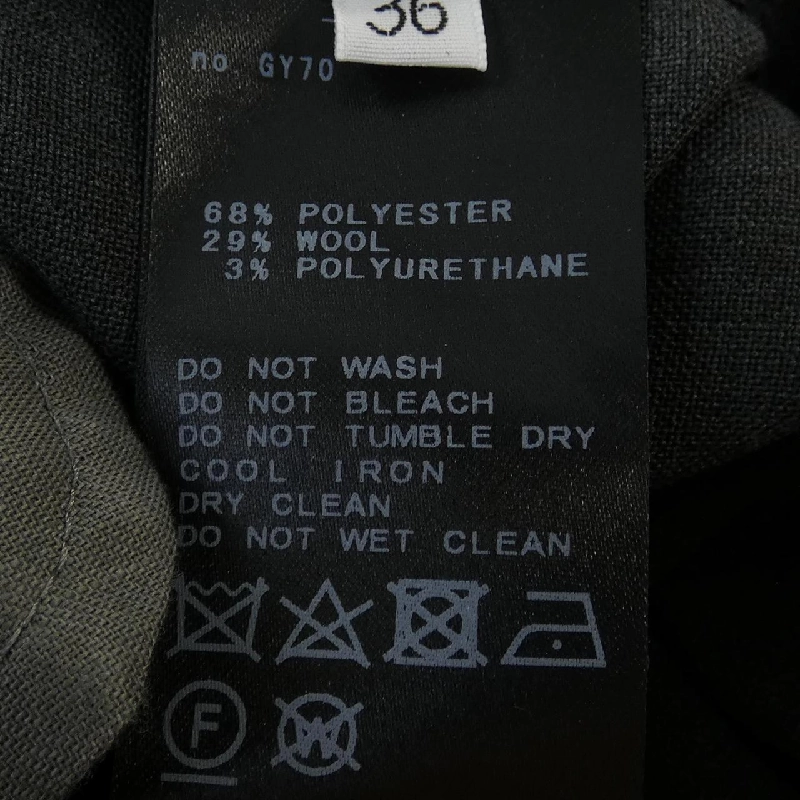 36
no GY70
68% POLYESTER
29% WOOL
3% POLYURETHANE
DO NOT WASH
DO NOT BLEACH
DO NOT TUMBLE DRY
COOL IRON
DRY CLEAN
DO NOT WET CLEAN
F
W